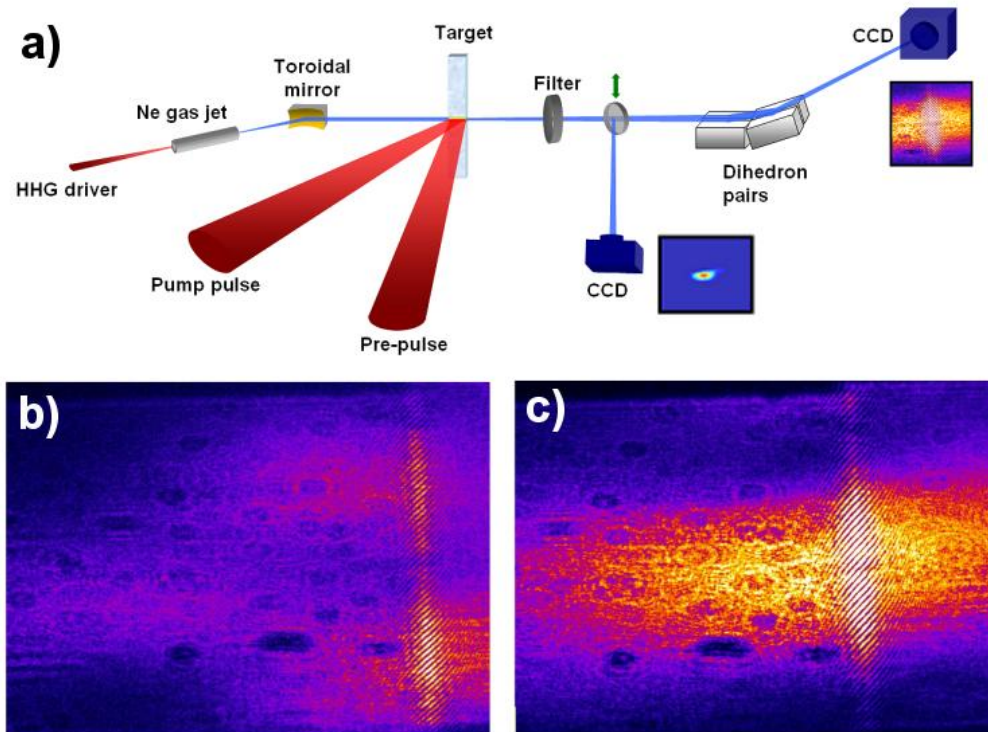 a)
Target
CCD
Toroidal
mirror
Filter
Ne gas jet
HHG driver
Dihedron
pairs
Pump pulse
CCD
Pre-pulse
b)
c)